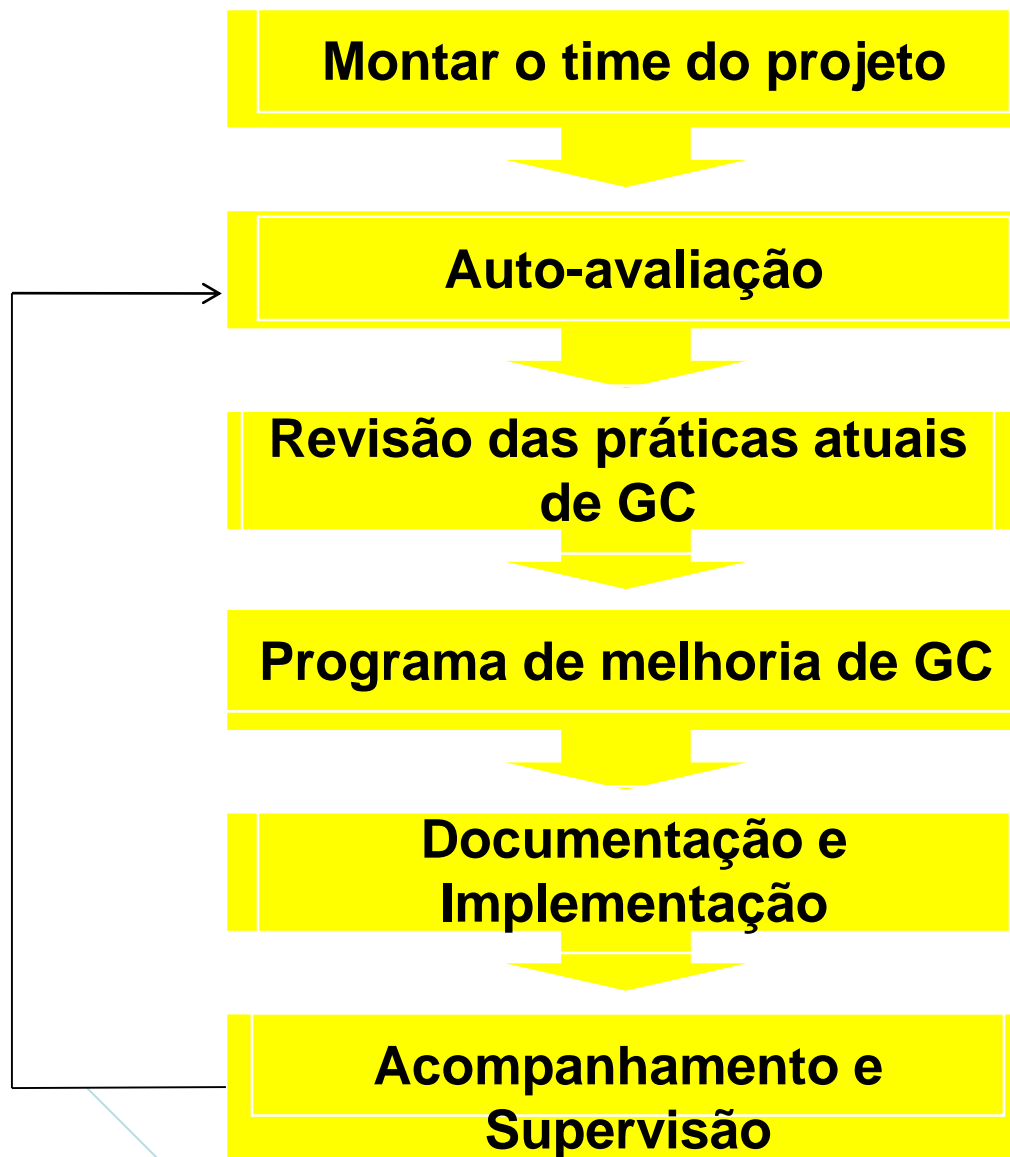 Montar o time do projeto
Auto-avaliação
Revisão das práticas atuais
de GC
Programa de melhoria de GC
Documentação e
Implementação
Acompanhamento e
Supervisão